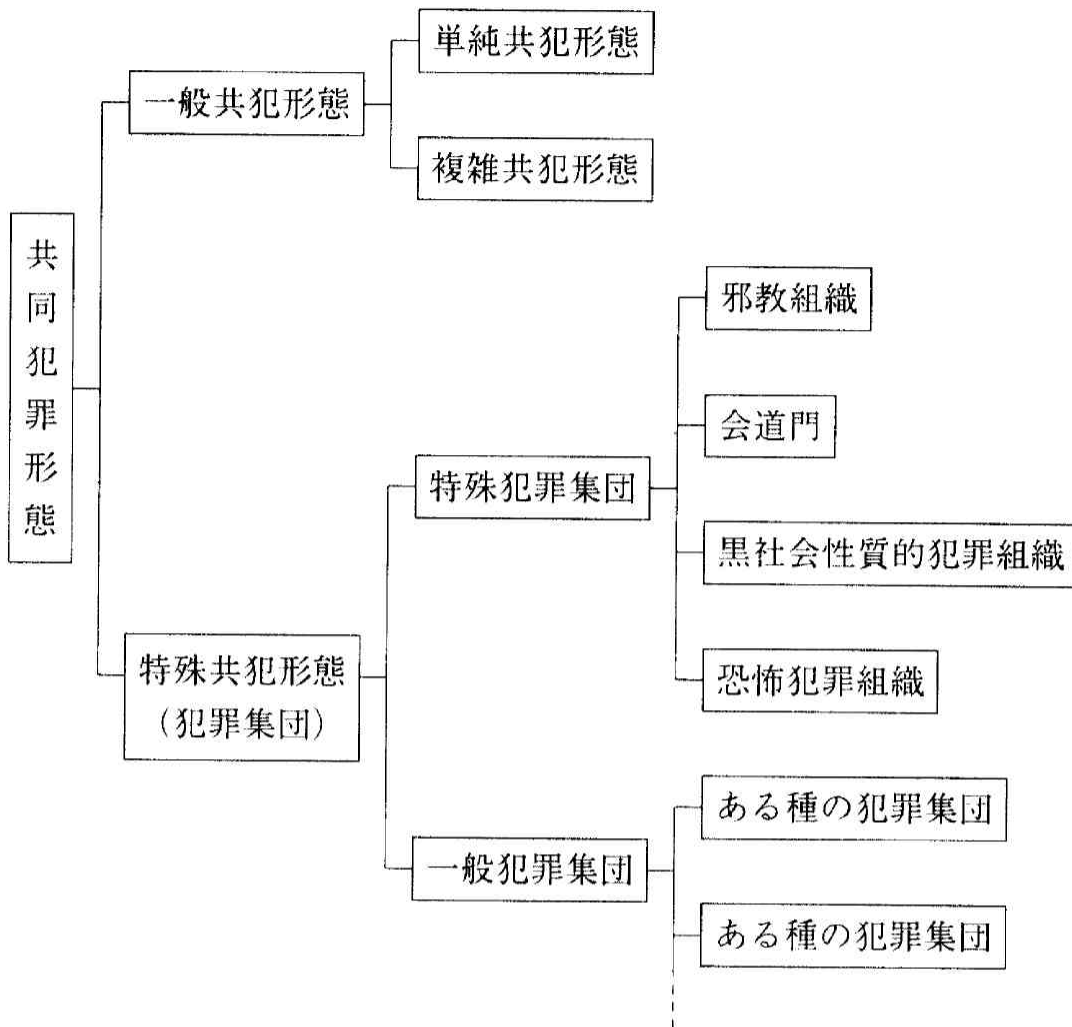 単純共犯形態
一般共犯形態
複雑共犯形態
共同犯罪形態
邪教組織
会道門
特殊犯罪集団
黒社会性質的犯罪組織
恐怖犯罪組織
特殊共犯形態
（犯罪集団）
ある種の犯罪集団
一般犯罪集団
ある種の犯罪集団